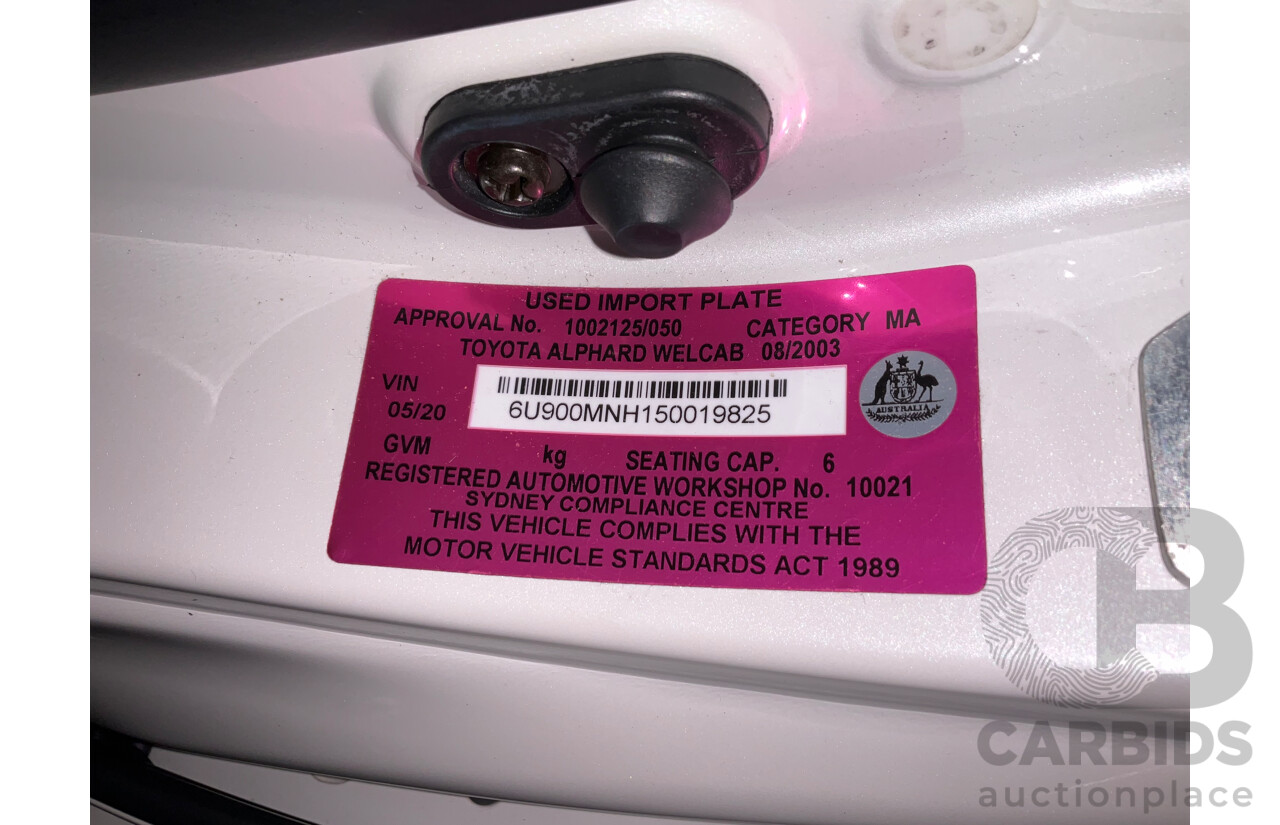 USED IMPORT PLATE
APPROVAL No. 1002125/050 CATEGORY MA
TOYOTA ALPHARD WELCAB 08/2003
VIN
05/20
6U900MNH150019825
AUSTRALIA
GVM kg SEATING CAP. 6
REGISTERED AUTOMOTIVE WORKSHOP No. 10021
SYDNEY COMPLIANCE CENTRE
THIS VEHICLE COMPLIES WITH THE
MOTOR VEHICLE STANDARDS ACT 1989
CB
CARBIDS
auctionplace